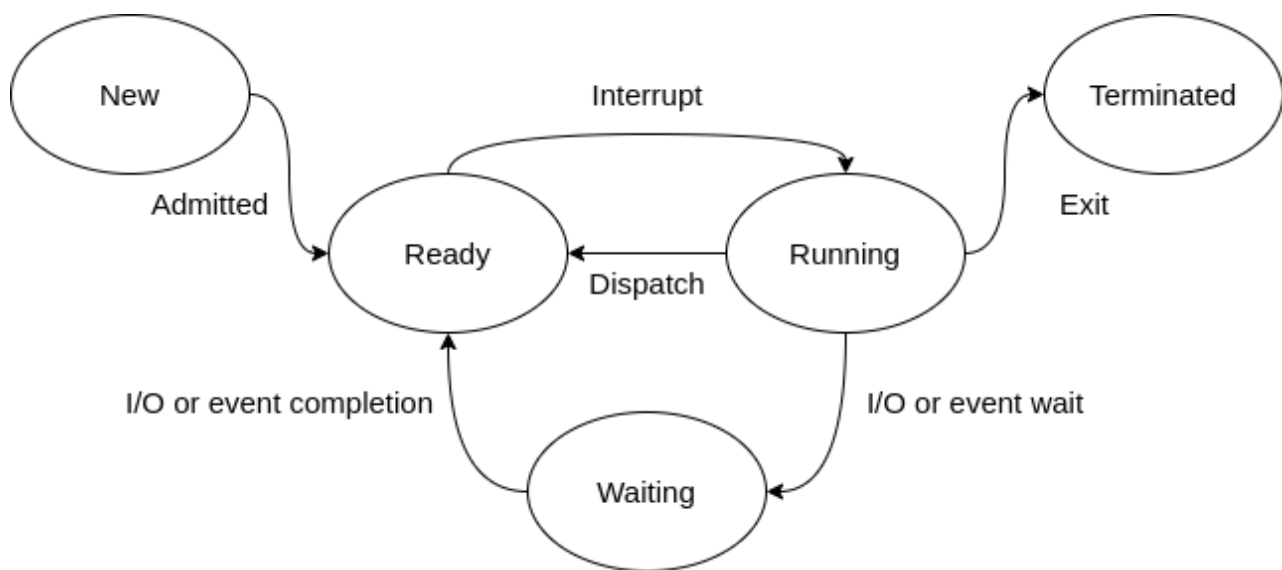 New
Interrupt
Terminated
Admitted
Exit
Ready
Running
Dispatch
I/O or event completion
I/O or event wait
Waiting